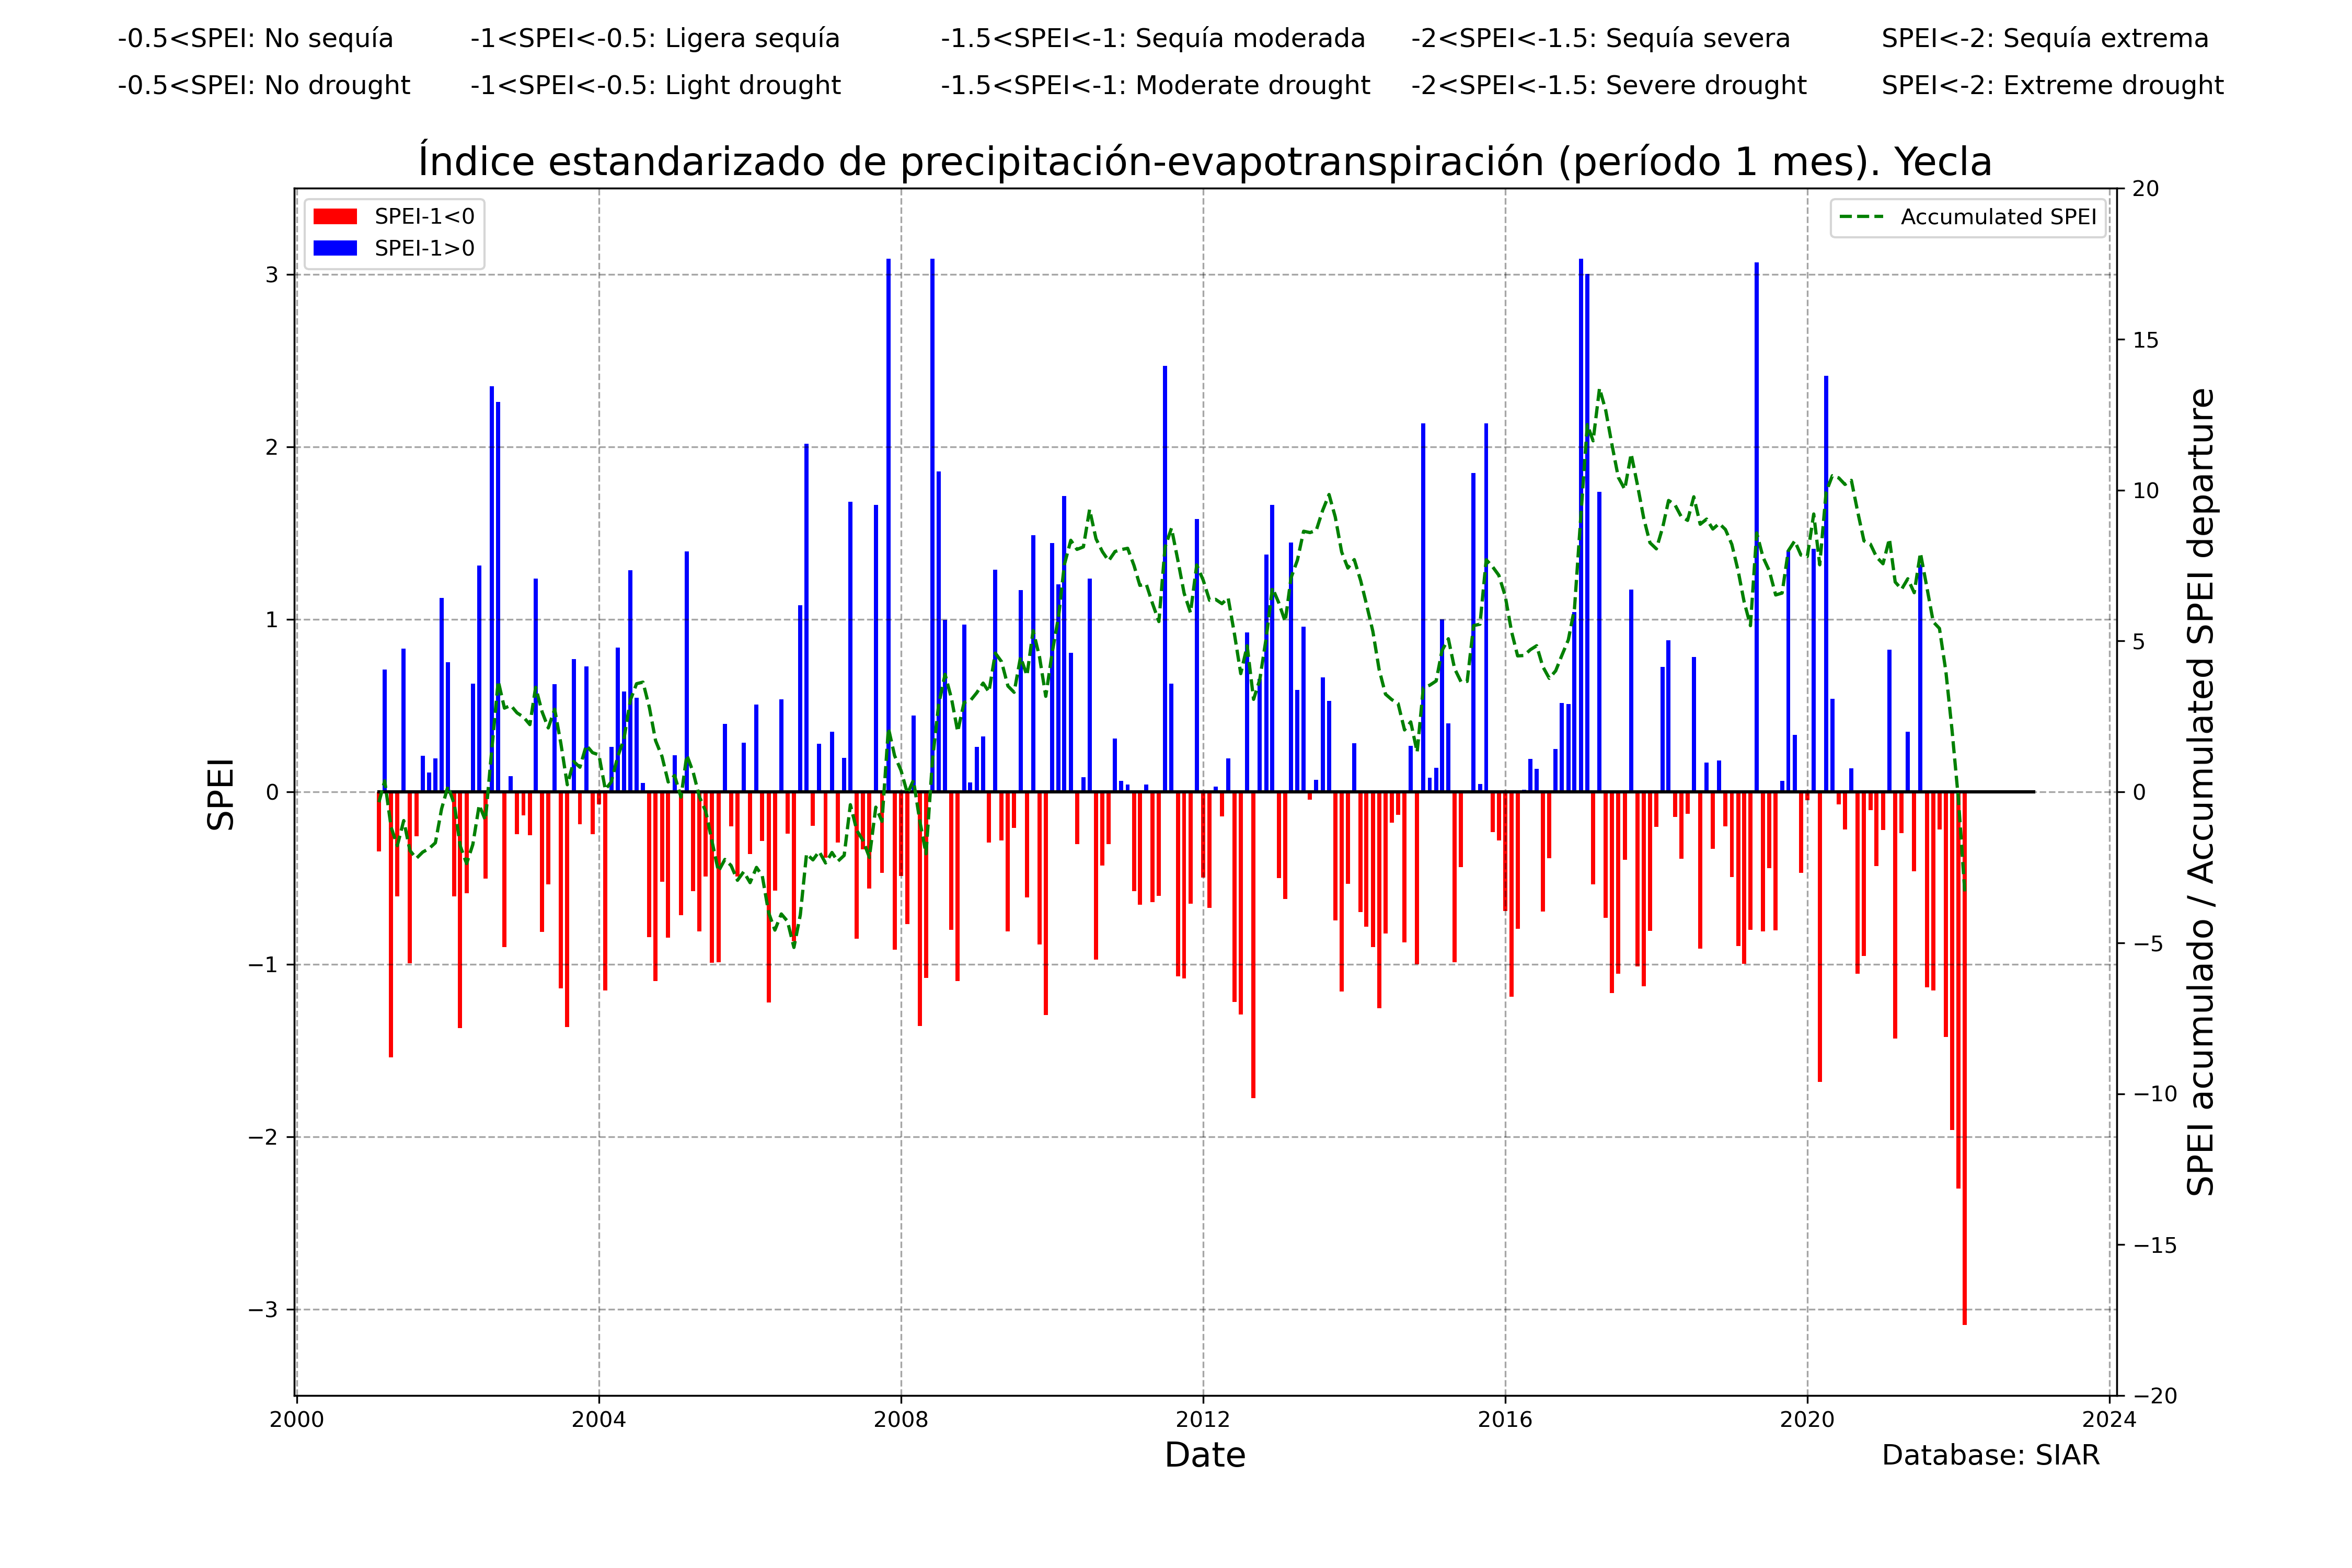 -0.5<SPEI: No sequía -1<SPEI<-0.5: Ligera sequía -1.5<SPEI<-1: Sequía moderada -2<SPEI<-1.5: Sequía severa SPEI<-2: Sequía extrema
-0.5<SPEI: No drought -1<SPEI<-0.5: Light drought -1.5<SPEI<-1: Moderate drought -2<SPEI<-1.5: Severe drought SPEI<-2: Extreme drought
Índice estandarizado de precipitación-evapotranspiración (período 1 mes). Yecla
SPEI-1<0
SPEI-1>0
Accumulated SPEI
SPEI
3
2
1
0
−1
−2
−3
20
15
10
5
0
−5
−10
−15
−20
SPEI acumulado / Accumulated SPEI departure
2000 2004 2008 2012 2016 2020 2024
Date
Database: SIAR